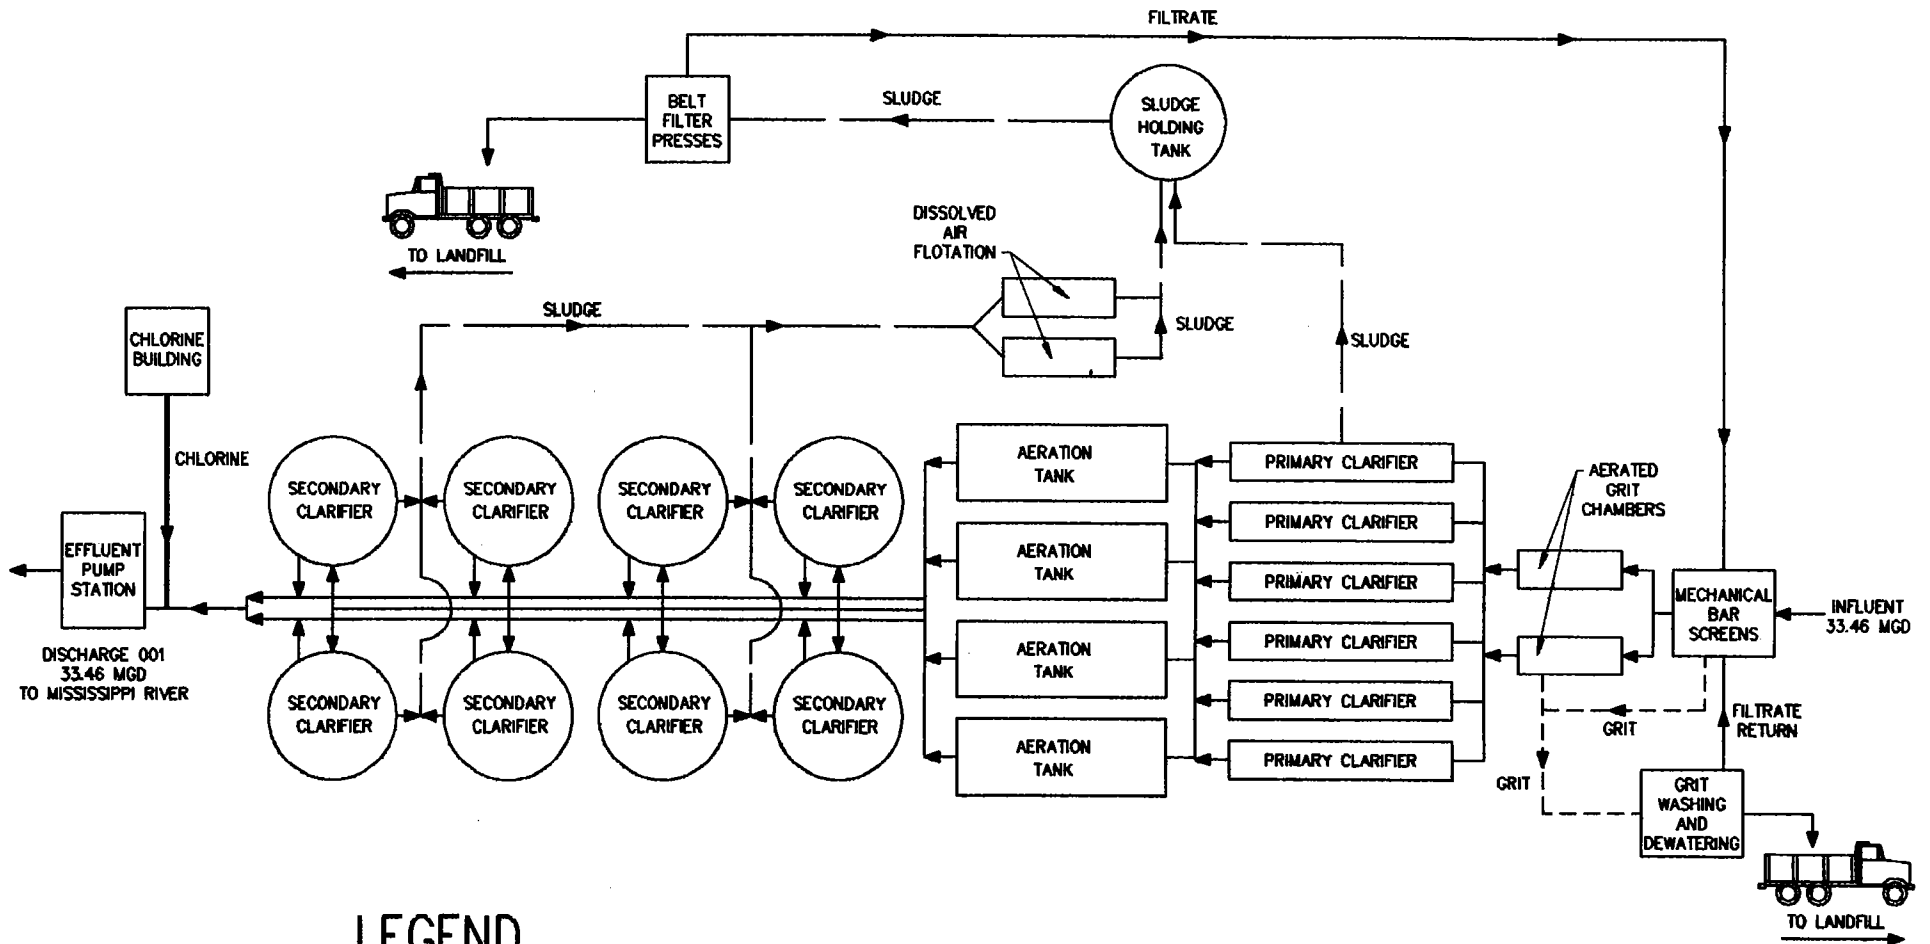 FILTRATE
BELT
FILTER
PRESSES
SLUDGE
SLUDGE
HOLDING
TANK
TO LANDFILL
DISSOLVED
AIR
FLOTATION
SLUDGE
SLUDGE
SLUDGE
CHLORINE
BUILDING
CHLORINE
EFFLUENT
PUMP
STATION
DISCHARGE 001
33.46 MGD
TO MISSISSIPPI RIVER
SECONDARY
CLARIFIER
SECONDARY
CLARIFIER
SECONDARY
CLARIFIER
SECONDARY
CLARIFIER
SECONDARY
CLARIFIER
SECONDARY
CLARIFIER
SECONDARY
CLARIFIER
SECONDARY
CLARIFIER
AERATION
TANK
AERATION
TANK
AERATION
TANK
AERATION
TANK
PRIMARY CLARIFIER
PRIMARY CLARIFIER
PRIMARY CLARIFIER
PRIMARY CLARIFIER
PRIMARY CLARIFIER
PRIMARY CLARIFIER
AERATED
GRIT
CHAMBERS
MECHANICAL
BAR
SCREENS
INFLUENT
33.46 MGD
GRIT
FILTRATE
RETURN
GRIT
GRIT
WASHING
AND
DEWATERING
TO LANDFILL
LEGEND